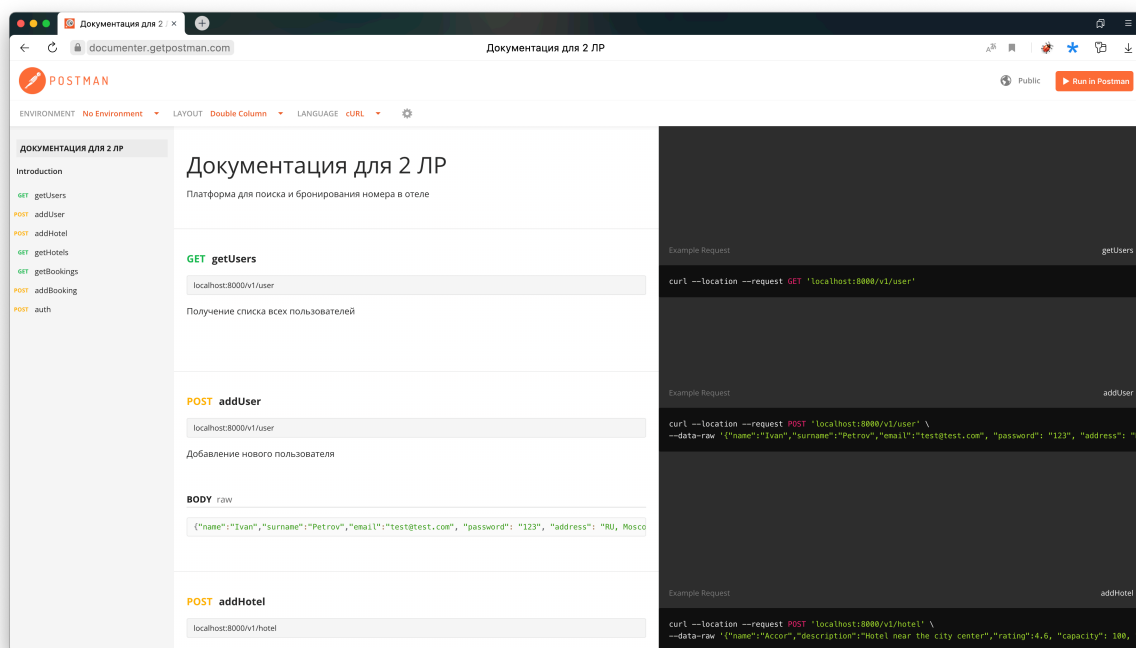 Документация для 2 /
documenter.getpostman.com
Документация для 2 ЛР
POSTMAN
Public
Run in Postman
ENVIRONMENT No Environment LAYOUT Double Column LANGUAGE cURL
ДОКУМЕНТАЦИЯ ДЛЯ 2 ЛР
Introduction
GET getUsers
POST addUser
POST addHotel
GET getHotels
GET getBookings
POST addBooking
POST auth
Документация для 2 ЛР
Платформа для поиска и бронирования номера в отеле
GET getUsers
localhost:8000/v1/user
Получение списка всех пользователей
POST addUser
localhost:8000/v1/user
Добавление нового пользователя
BODY raw
{"name":"Ivan","surname":"Petrov","email":"test@test.com", "password": "123", "address": "RU, Mosco
POST addHotel
localhost:8000/v1/hotel
Example Request getUsers
curl --location --request GET 'localhost:8000/v1/user'
Example Request addUser
curl --location --request POST 'localhost:8000/v1/user' \
--data-raw '{"name":"Ivan","surname":"Petrov","email":"test@test.com", "password": "123", "address": "
Example Request addHotel
curl --location --request POST 'localhost:8000/v1/hotel' \
--data-raw '{"name":"Accor","description":"Hotel near the city center","rating":4.6, "capacity": 100,